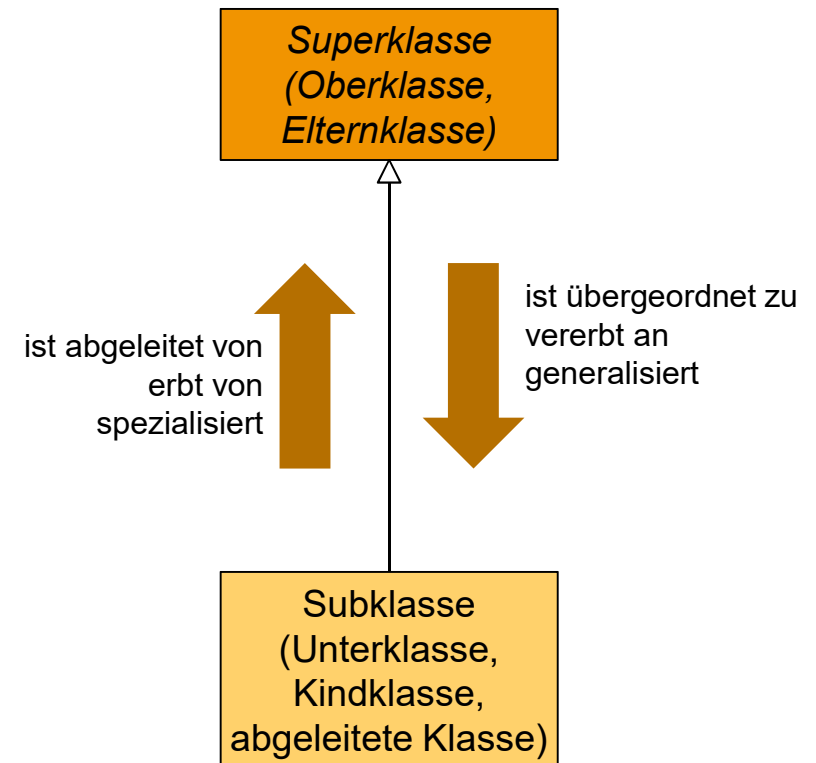 Superklasse
(Oberklasse,
Elternklasse)
ist abgeleitet von
erbt von
spezialisiert
ist übergeordnet zu
vererbt an
generalisiert
Subklasse
(Unterklasse,
Kindklasse,
abgeleitete Klasse)